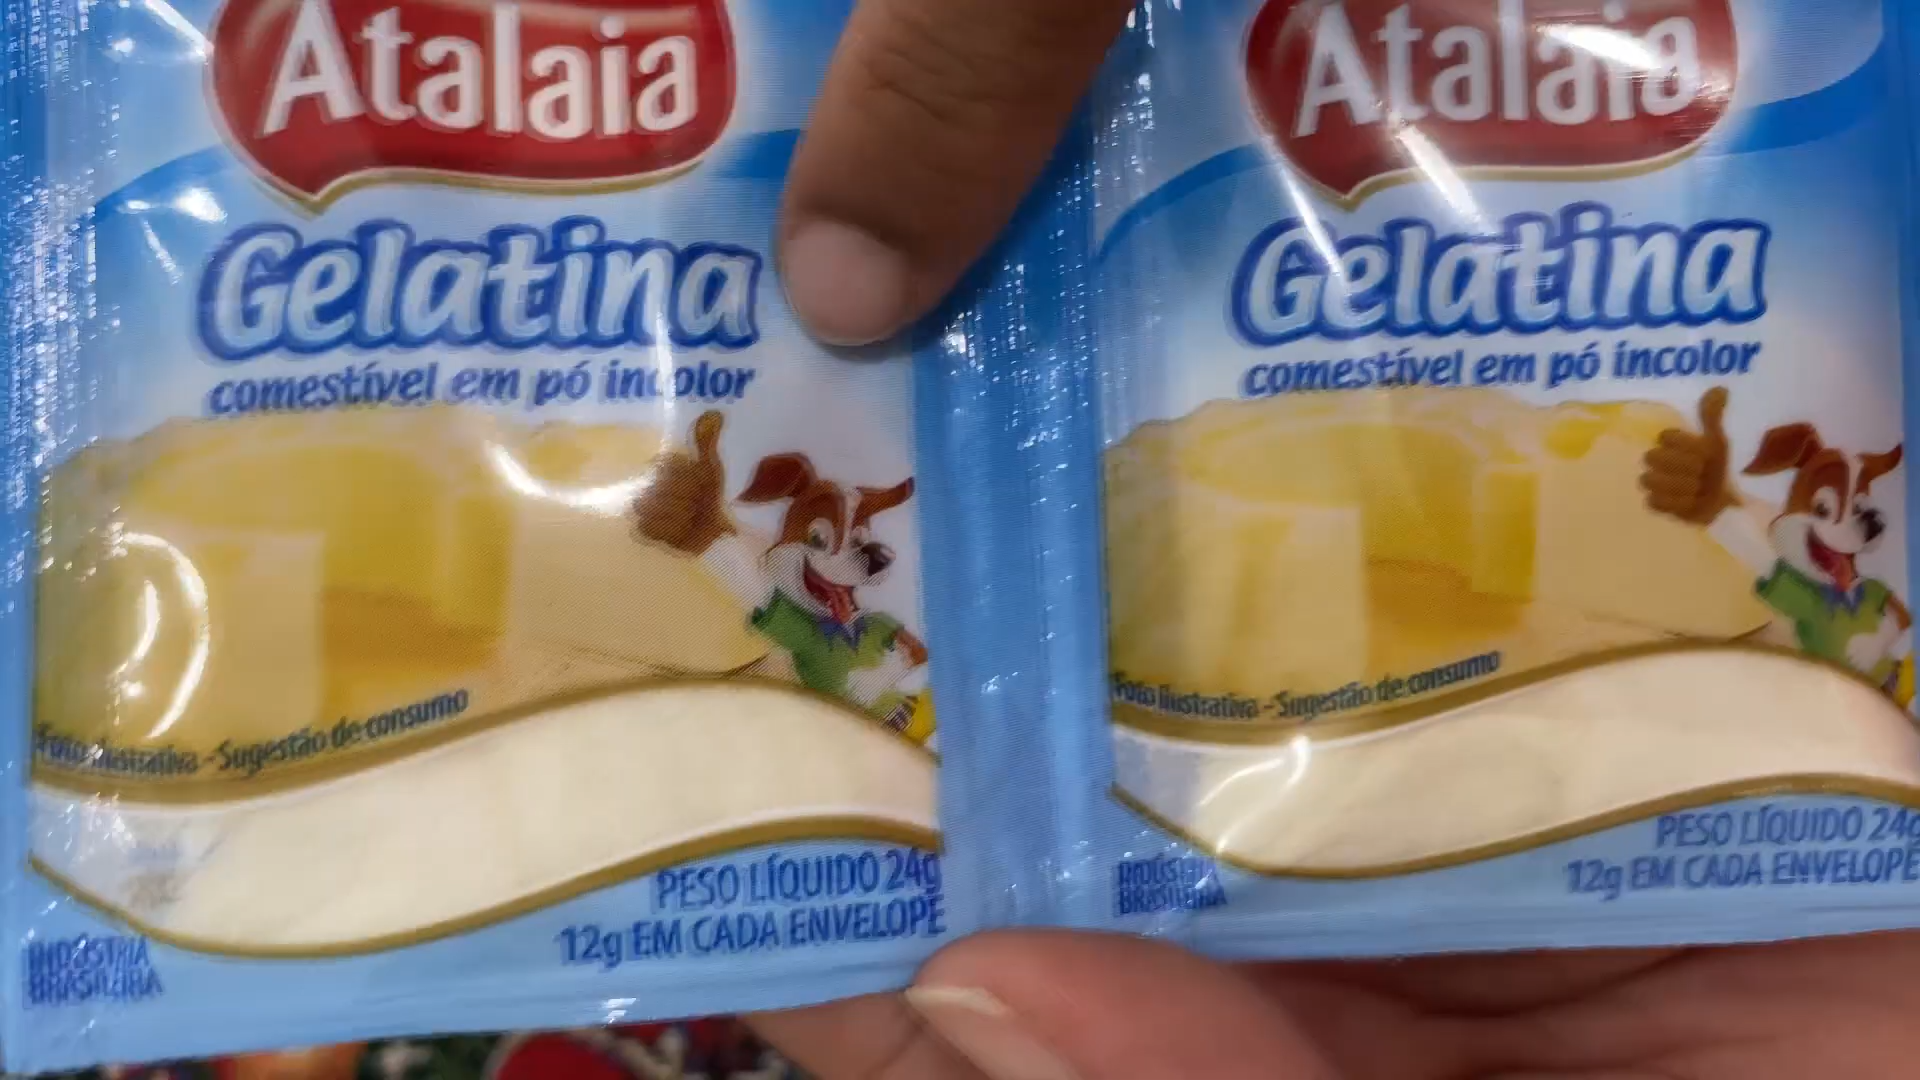 Atalaia
Gelatina
comestível em pó incolor
Foto Ilustrativa - Sugestão de consumo
PESO LÍQUIDO 24g
12g EM CADA ENVELOPE
INDÚSTRIA
BRASILEIRA
Atalaia
Gelatina
comestível em pó incolor
Foto Ilustrativa - Sugestão de consumo
PESO LÍQUIDO 24g
12g EM CADA ENVELOPE
INDÚSTRIA
BRASILEIRA